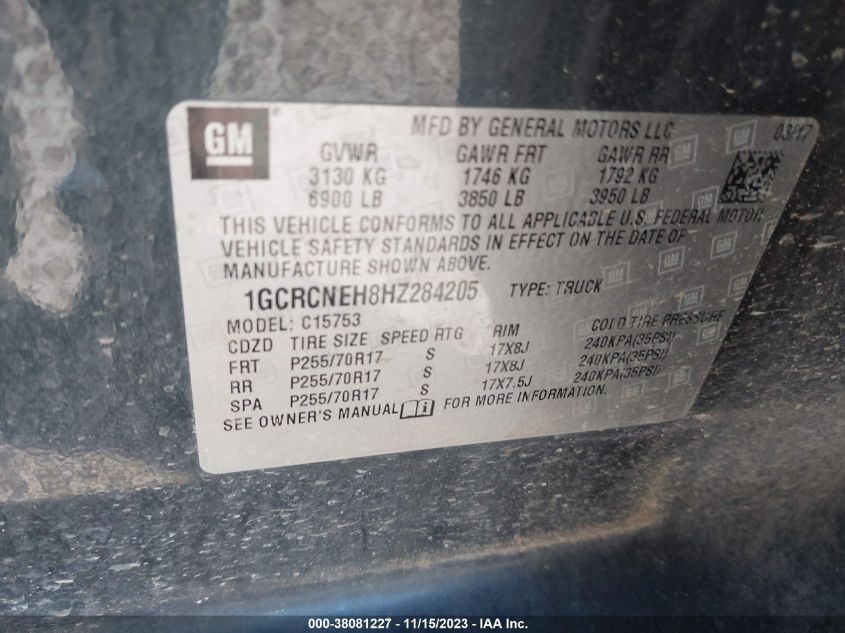 GM MFD BY GENERAL MOTORS LLC 03/17
GVWR GAWR FRT GAWR RR
3130 KG 1746 KG 1792 KG
6900 LB 3850 LB 3950 LB
THIS VEHICLE CONFORMS TO ALL APPLICABLE U.S. FEDERAL MOTOR
VEHICLE SAFETY STANDARDS IN EFFECT ON THE DATE OF
MANUFACTURE SHOWN ABOVE.
1GCRCNEH8HZ284205 TYPE: TRUCK
MODEL: C15753
CDZD TIRE SIZE SPEED RTG RIM COLD TIRE PRESSURE
FRT P255/70R17 S 17X8J 240KPA(35PSI)
RR P255/70R17 S 17X8J 240KPA(35PSI)
SPA P255/70R17 S 17X7.5J 240KPA(35PSI)
SEE OWNER'S MANUAL FOR MORE INFORMATION.
000-38081227 - 11/15/2023 - IAA Inc.